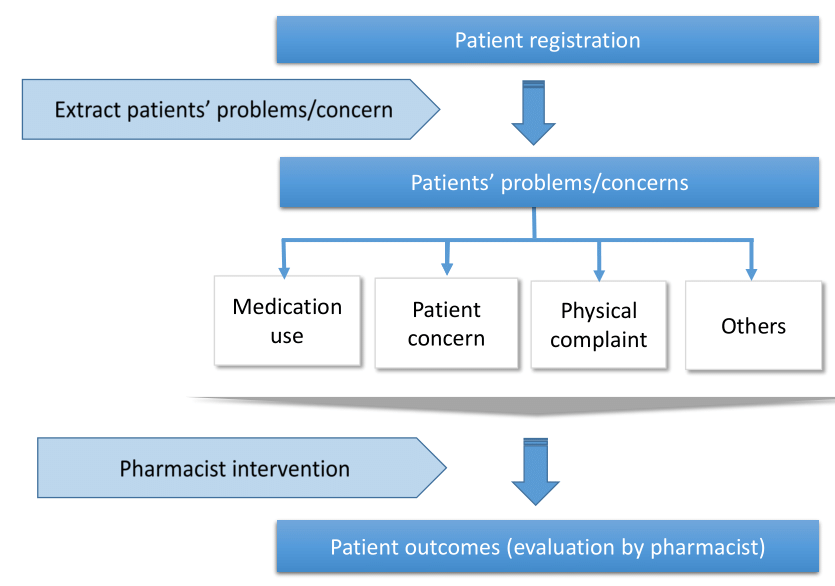 Patient registration
Extract patients’ problems/concern
Patients’ problems/concerns
Medication
use
Patient
concern
Physical
complaint
Others
Pharmacist intervention
Patient outcomes (evaluation by pharmacist)